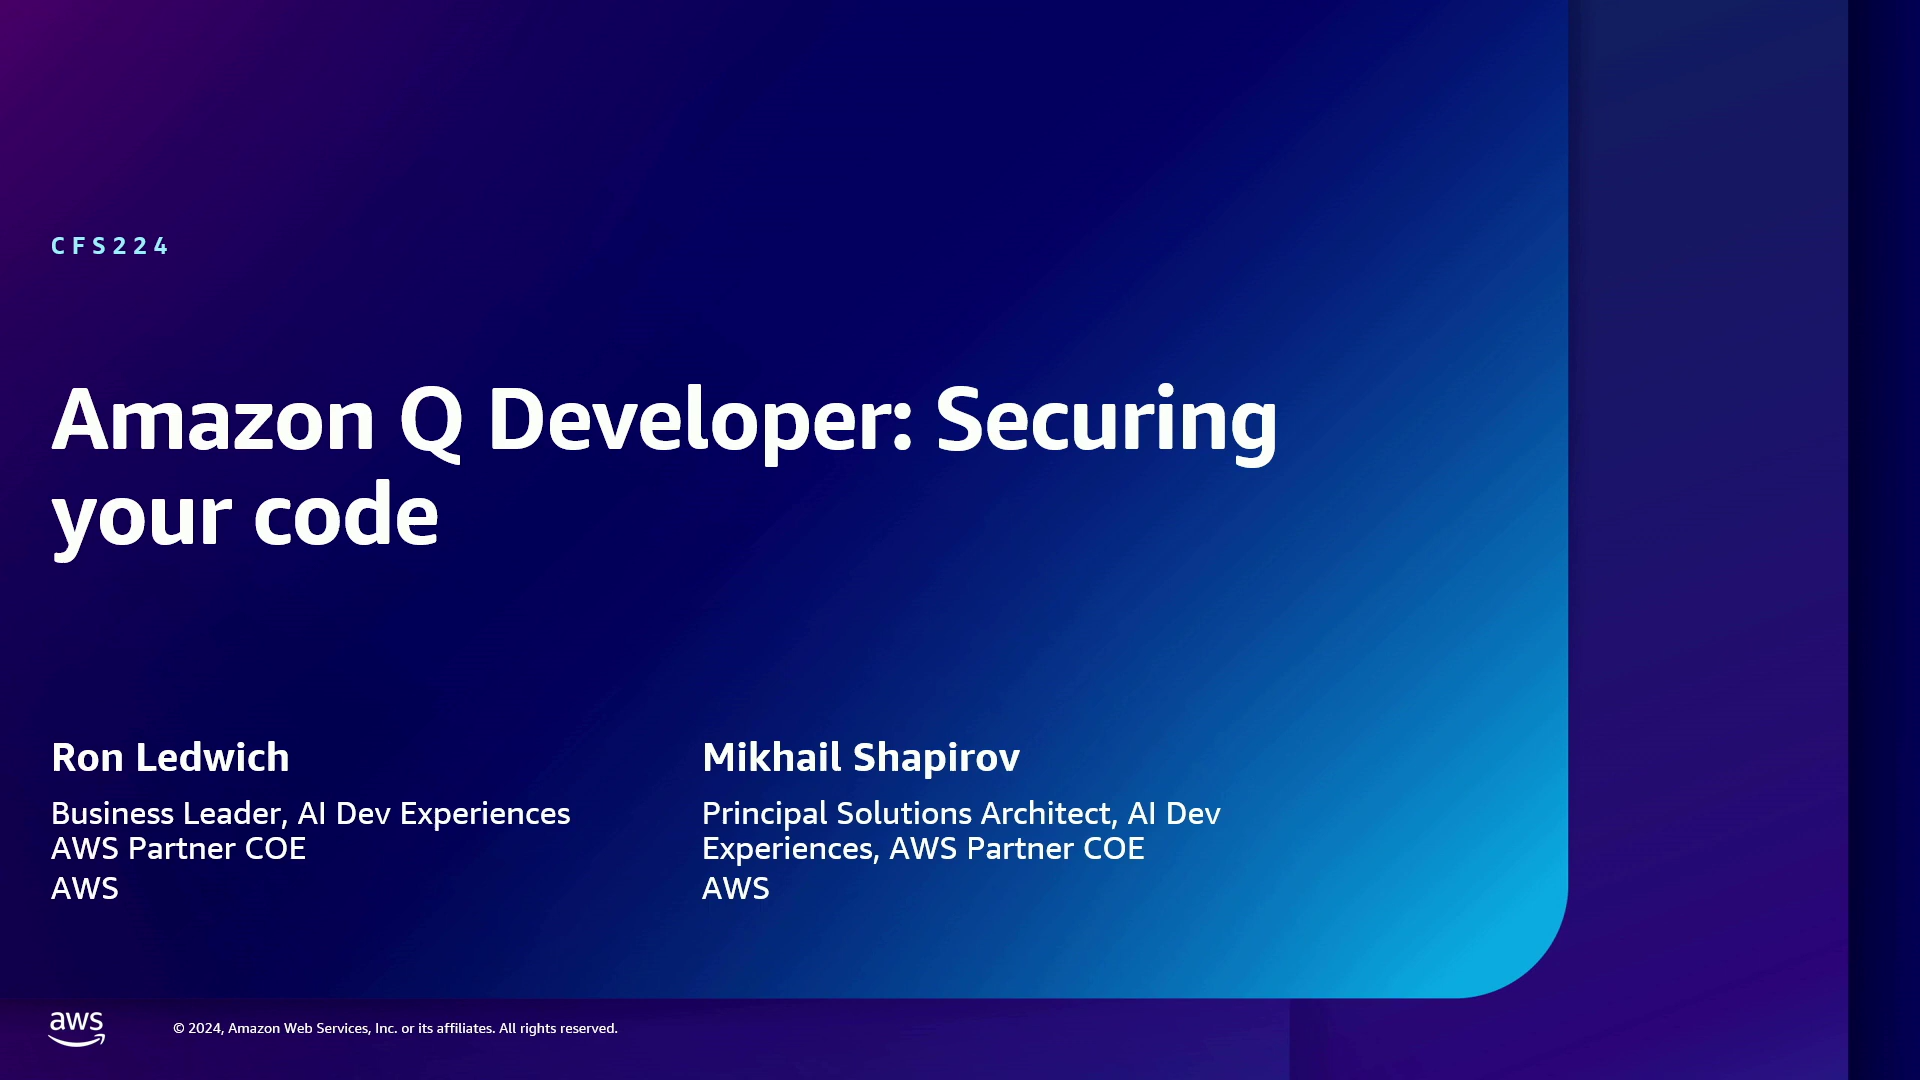 CFS224
Amazon Q Developer: Securing
your code
Ron Ledwich
Business Leader, AI Dev Experiences
AWS Partner COE
AWS
Mikhail Shapirov
Principal Solutions Architect, AI Dev
Experiences, AWS Partner COE
AWS
aws
© 2024, Amazon Web Services, Inc. or its affiliates. All rights reserved.